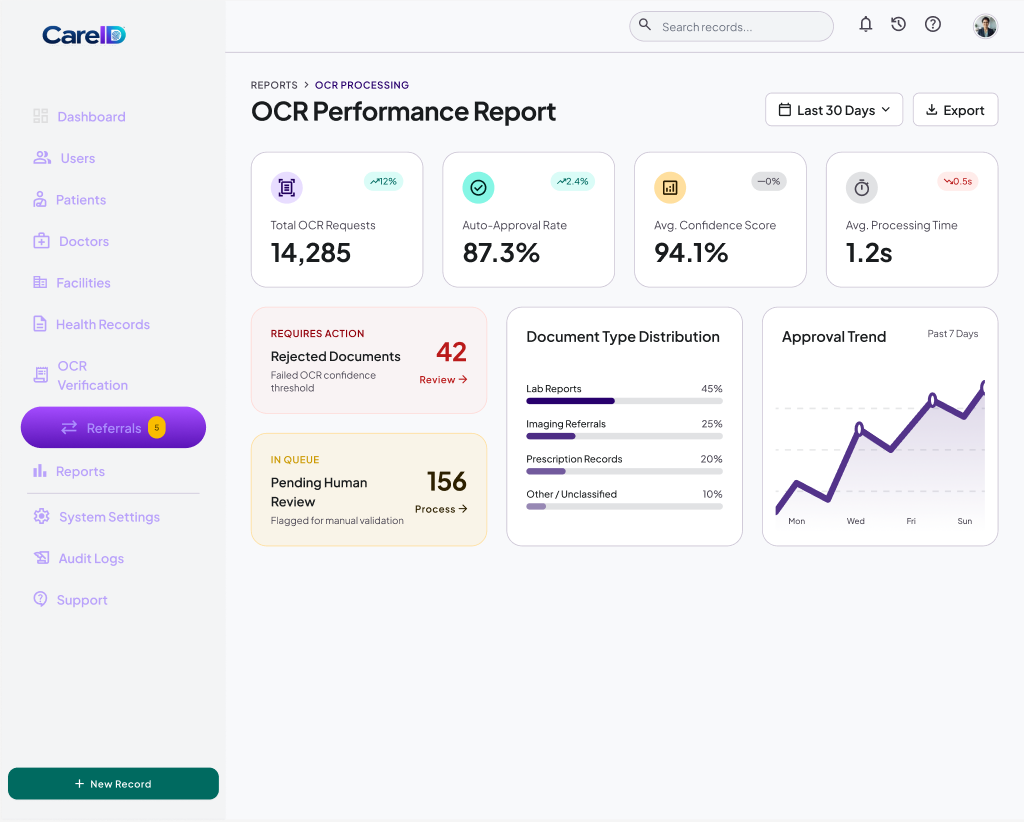 CareID
Search records...
Dashboard
Users
Patients
Doctors
Facilities
Health Records
OCR
Verification
Referrals 5
Reports
System Settings
Audit Logs
Support
+ New Record
REPORTS > OCR PROCESSING
OCR Performance Report
Last 30 Days
Export
12%
Total OCR Requests
14,285
2.4%
Auto-Approval Rate
87.3%
0%
Avg. Confidence Score
94.1%
0.5s
Avg. Processing Time
1.2s
REQUIRES ACTION
Rejected Documents
Failed OCR confidence
threshold
42
Review →
IN QUEUE
Pending Human
Review
Flagged for manual validation
156
Process →
Document Type Distribution
Lab Reports 45%
Imaging Referrals 25%
Prescription Records 20%
Other / Unclassified 10%
Approval Trend
Past 7 Days
Mon Wed Fri Sun